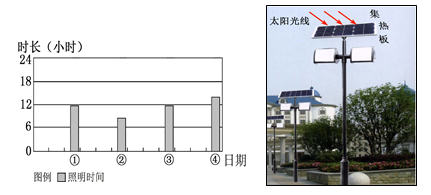 时长（小时）
24
18
12
6
0
① ② ③ ④ 日期
图例 照明时间
太阳光线
集热板